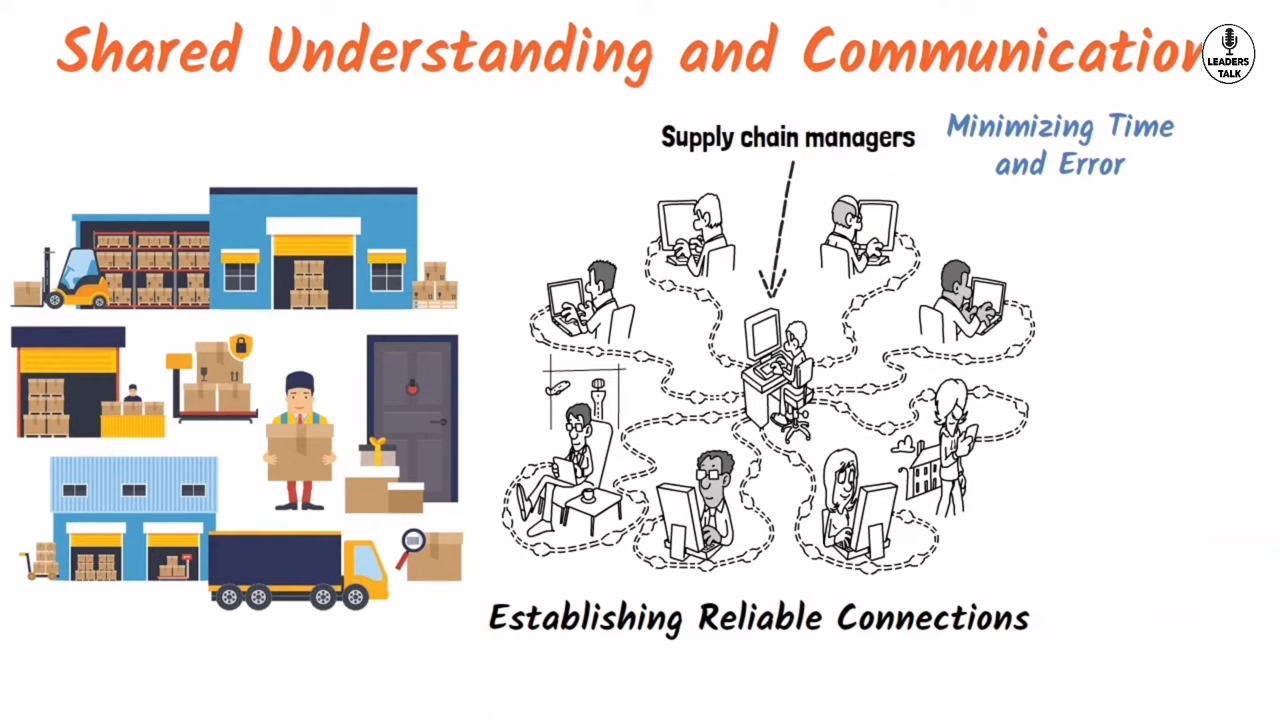 Shared Understanding and Communication
LEADERS
TALK
Supply chain managers
Minimizing Time
and Error
Establishing Reliable Connections